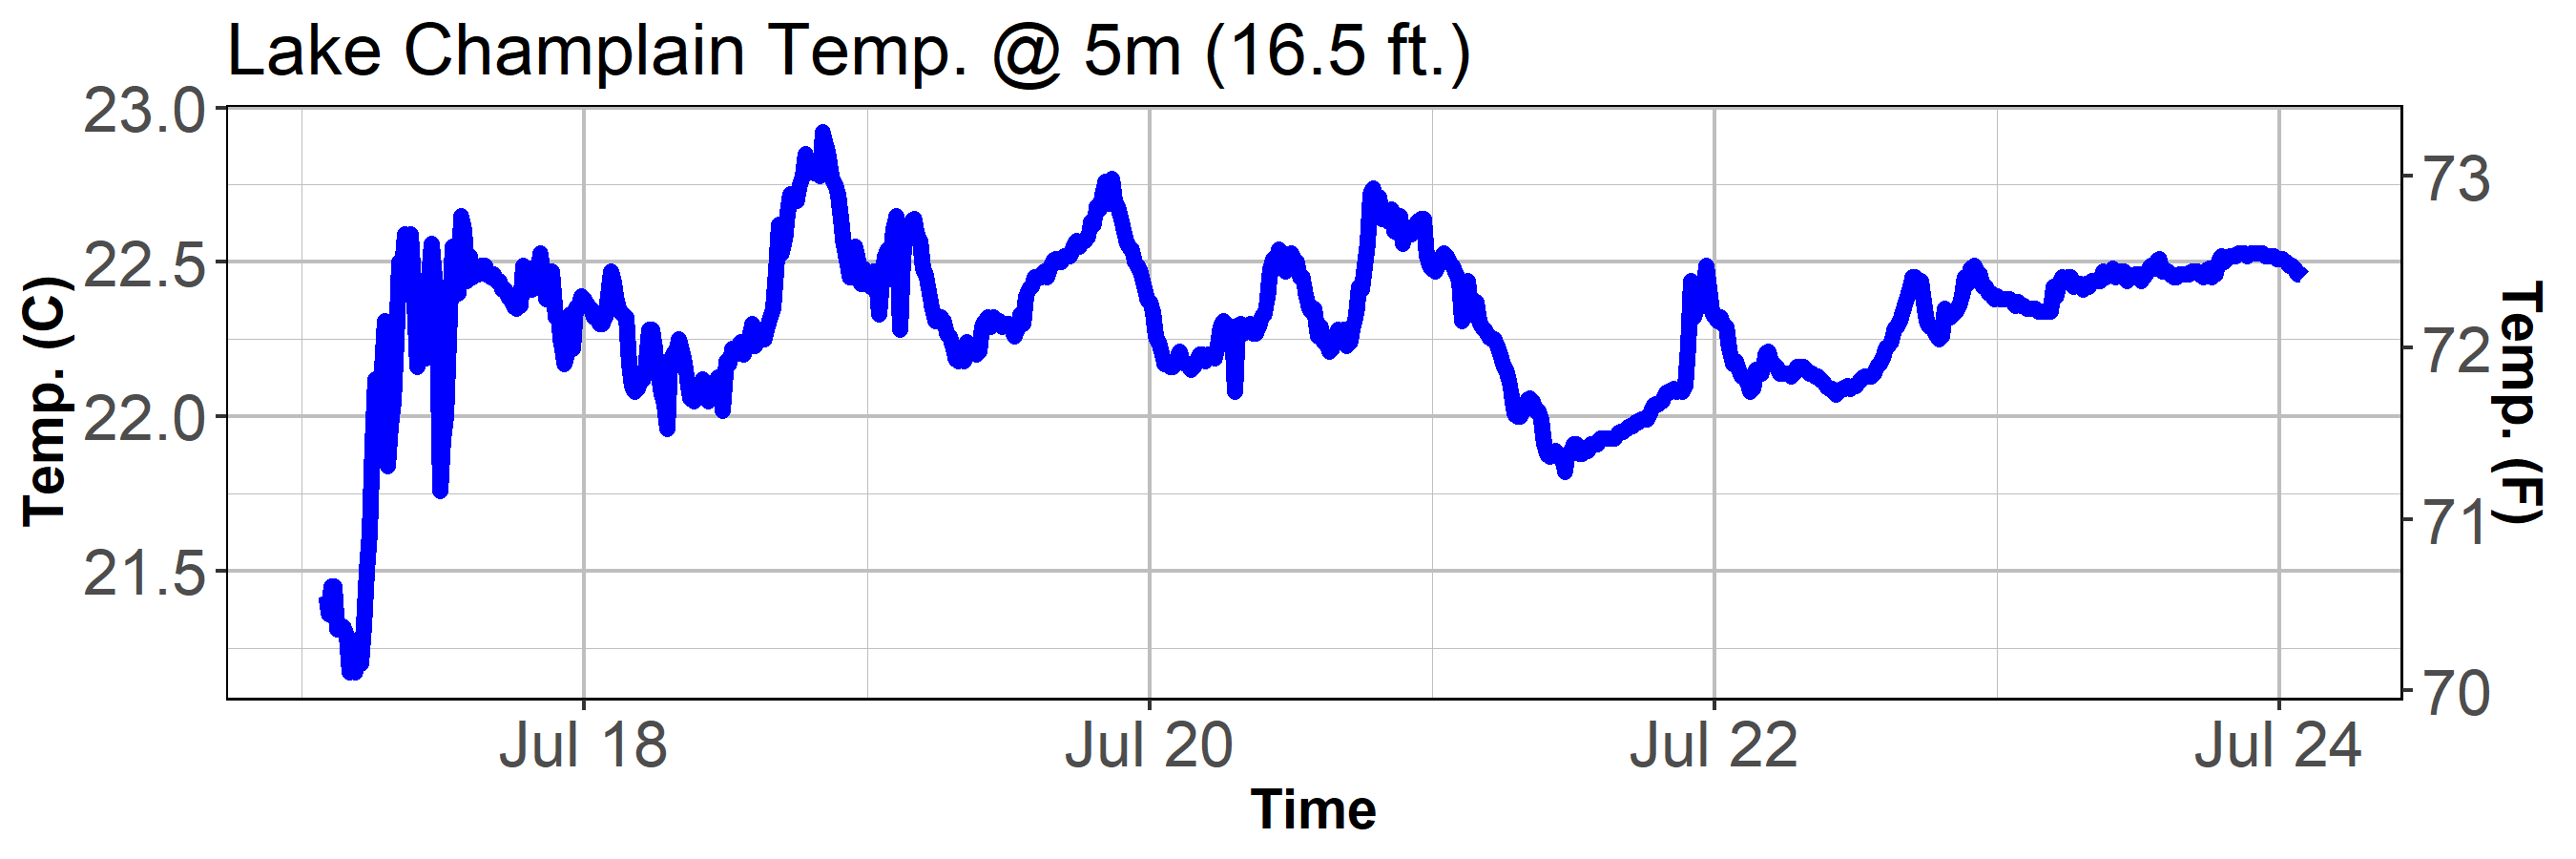 Lake Champlain Temp. @ 5m (16.5 ft.)
23.0
22.5
22.0
21.5
Temp. (C)
73
72
71
70
Temp. (F)
Jul 18 Jul 20 Jul 22 Jul 24
Time